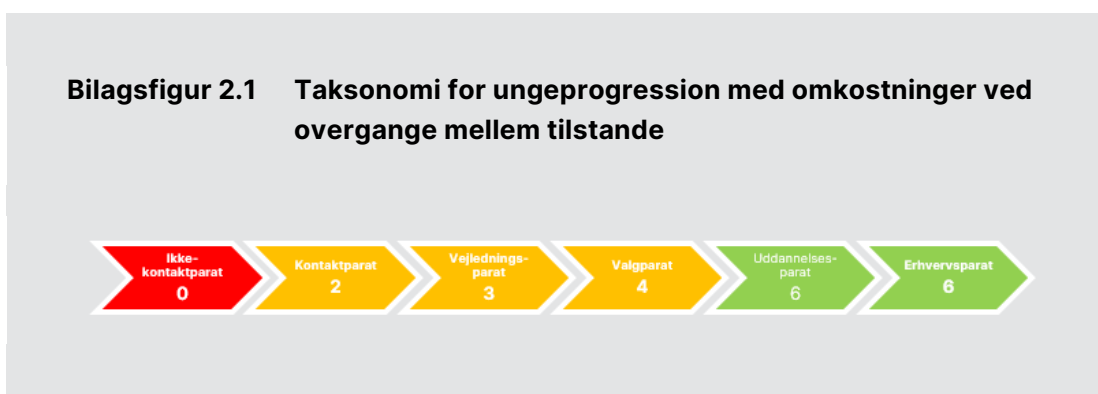 Bilagsfigur 2.1 Taksonomi for ungeprogression med omkostninger ved
overgange mellem tilstande
Ikke-
kontaktparat
0
Kontaktparat
2
Vejlednings-
parat
3
Valgparat
4
Uddannelses-
parat
6
Erhvervsparat
6